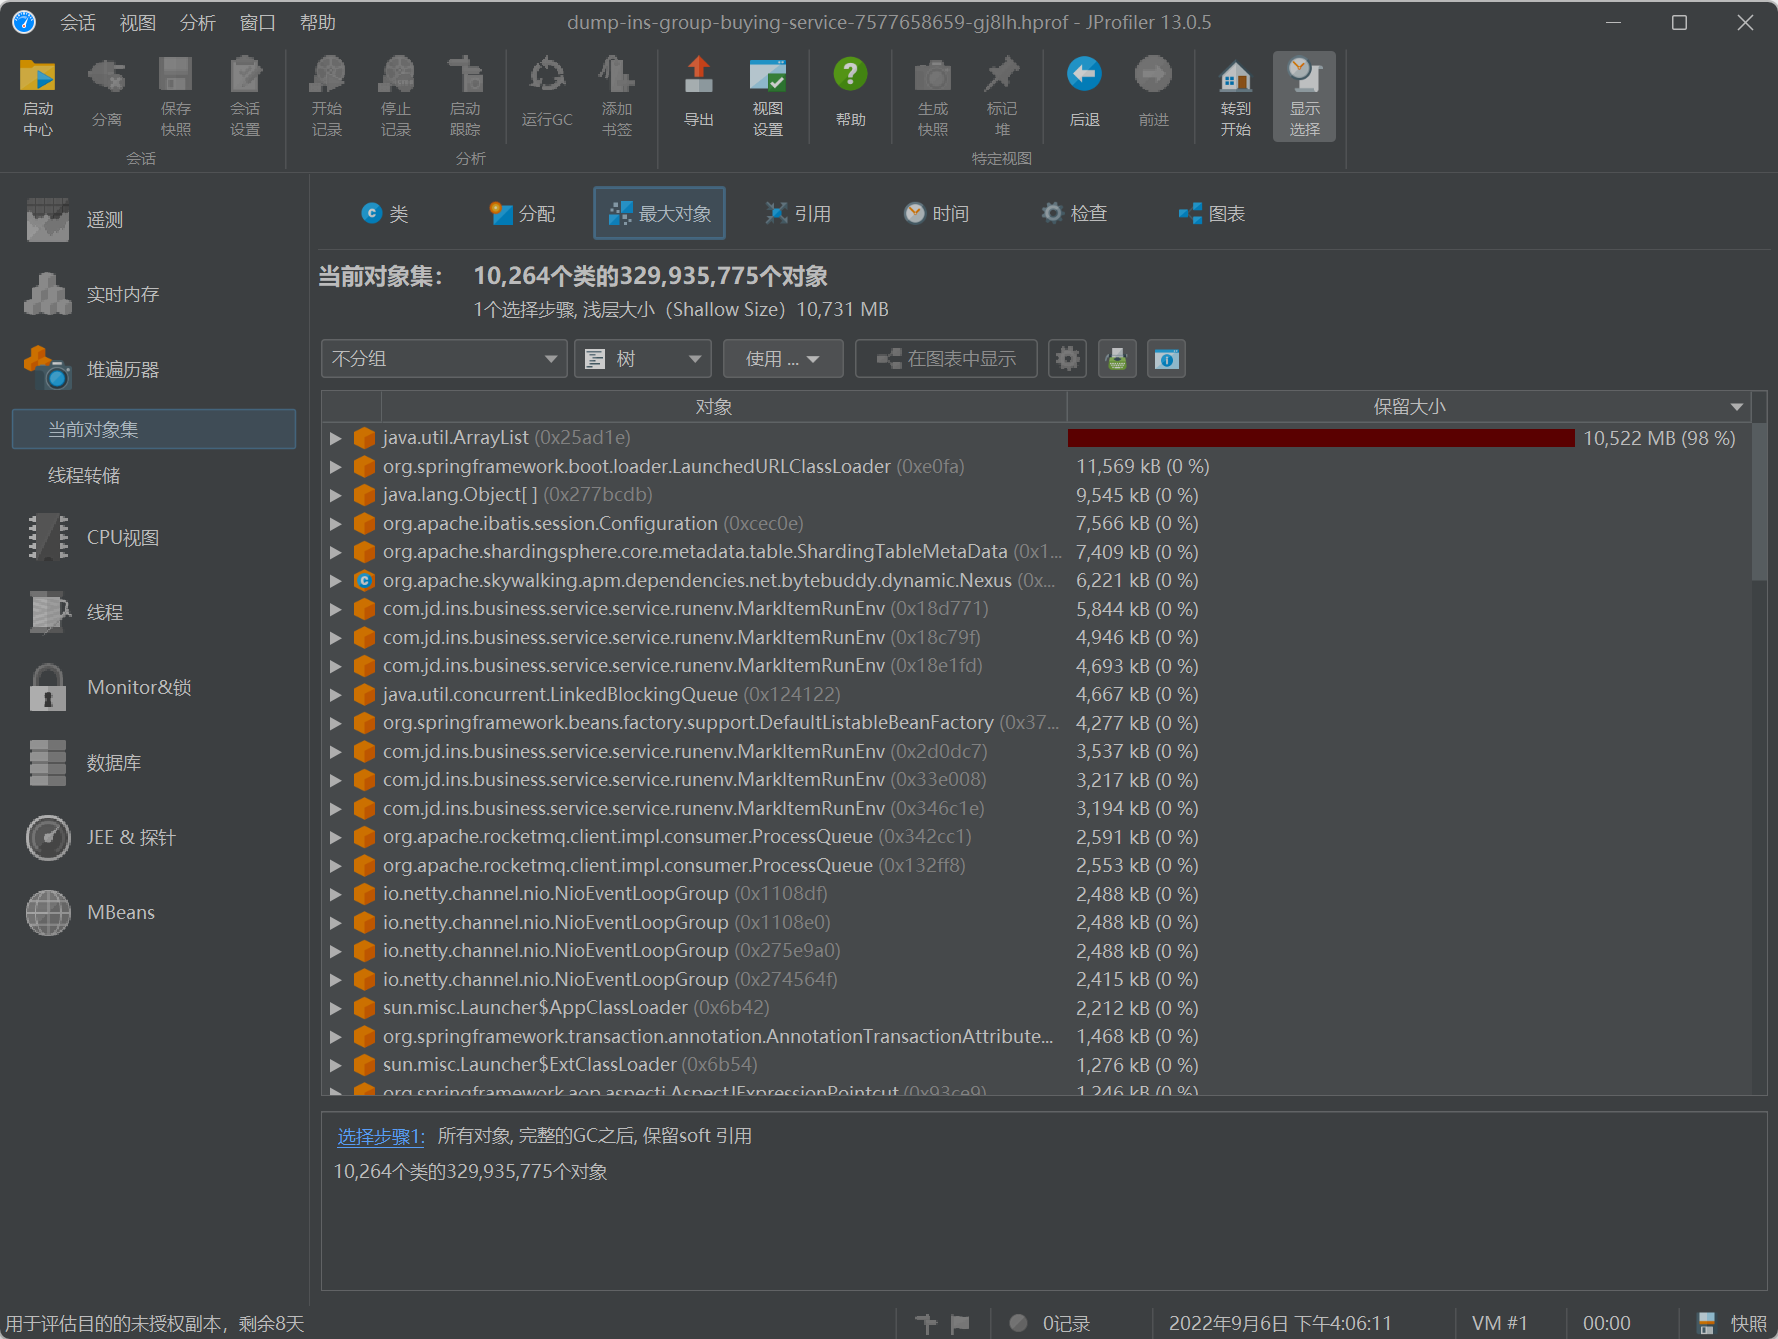 会话 视图 分析 窗口 帮助 dump-ins-group-buying-service-7577658659-gj8lh.hprof - JProfiler 13.0.5
启动中心 分离 保存快照 会话设置 开始记录 停止记录 启动跟踪 运行GC 添加书签 导出 视图设置 帮助 生成快照 标记堆 后退 前进 转到开始 显示选择
会话 分析 特定视图
遥测
实时内存
堆遍历器
当前对象集
线程转储
CPU视图
线程
Monitor&锁
数据库
JEE & 探针
MBeans
类 分配 最大对象 引用 时间 检查 图表
当前对象集： 10,264个类的329,935,775个对象
1个选择步骤, 浅层大小（Shallow Size）10,731 MB
不分组 树 使用 ... 在图表中显示
对象 保留大小
java.util.ArrayList (0x25ad1e) 10,522 MB (98 %)
org.springframework.boot.loader.LaunchedURLClassLoader (0xe0fa) 11,569 kB (0 %)
java.lang.Object[ ] (0x277bcdb) 9,545 kB (0 %)
org.apache.ibatis.session.Configuration (0xcec0e) 7,566 kB (0 %)
org.apache.shardingsphere.core.metadata.table.ShardingTableMetaData (0x1... 7,409 kB (0 %)
org.apache.skywalking.apm.dependencies.net.bytebuddy.dynamic.Nexus (0x... 6,221 kB (0 %)
com.jd.ins.business.service.service.runenv.MarkItemRunEnv (0x18d771) 5,844 kB (0 %)
com.jd.ins.business.service.service.runenv.MarkItemRunEnv (0x18c79f) 4,946 kB (0 %)
com.jd.ins.business.service.service.runenv.MarkItemRunEnv (0x18e1fd) 4,693 kB (0 %)
java.util.concurrent.LinkedBlockingQueue (0x124122) 4,667 kB (0 %)
org.springframework.beans.factory.support.DefaultListableBeanFactory (0x37... 4,277 kB (0 %)
com.jd.ins.business.service.service.runenv.MarkItemRunEnv (0x2d0dc7) 3,537 kB (0 %)
com.jd.ins.business.service.service.runenv.MarkItemRunEnv (0x33e008) 3,217 kB (0 %)
com.jd.ins.business.service.service.runenv.MarkItemRunEnv (0x346c1e) 3,194 kB (0 %)
org.apache.rocketmq.client.impl.consumer.ProcessQueue (0x342cc1) 2,591 kB (0 %)
org.apache.rocketmq.client.impl.consumer.ProcessQueue (0x132ff8) 2,553 kB (0 %)
io.netty.channel.nio.NioEventLoopGroup (0x1108df) 2,488 kB (0 %)
io.netty.channel.nio.NioEventLoopGroup (0x1108e0) 2,488 kB (0 %)
io.netty.channel.nio.NioEventLoopGroup (0x275e9a0) 2,488 kB (0 %)
io.netty.channel.nio.NioEventLoopGroup (0x274564f) 2,415 kB (0 %)
sun.misc.Launcher$AppClassLoader (0x6b42) 2,212 kB (0 %)
org.springframework.transaction.annotation.AnnotationTransactionAttribute... 1,468 kB (0 %)
sun.misc.Launcher$ExtClassLoader (0x6b54) 1,276 kB (0 %)
org.springframework.aop.aspectj.AspectJExpressionPointcut (0x93ce9) 1,246 kB (0 %)
选择步骤1: 所有对象, 完整的GC之后, 保留soft 引用
10,264个类的329,935,775个对象
用于评估目的的未授权副本，剩余8天 0记录 2022年9月6日 下午4:06:11 VM #1 00:00 快照